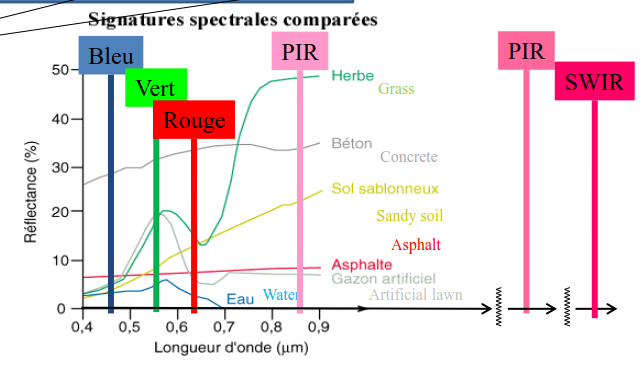 Signatures spectrales comparées
Bleu
Vert
Rouge
PIR
PIR
SWIR
Réflectance (%)
50
40
30
20
10
0
Herbe
Grass
Béton
Concrete
Sol sablonneux
Sandy soil
Asphalt
Asphalte
Gazon artificiel
Artificial lawn
Eau
Water
0,4
0,5
0,6
0,7
0,8
0,9
Longueur d'onde (µm)